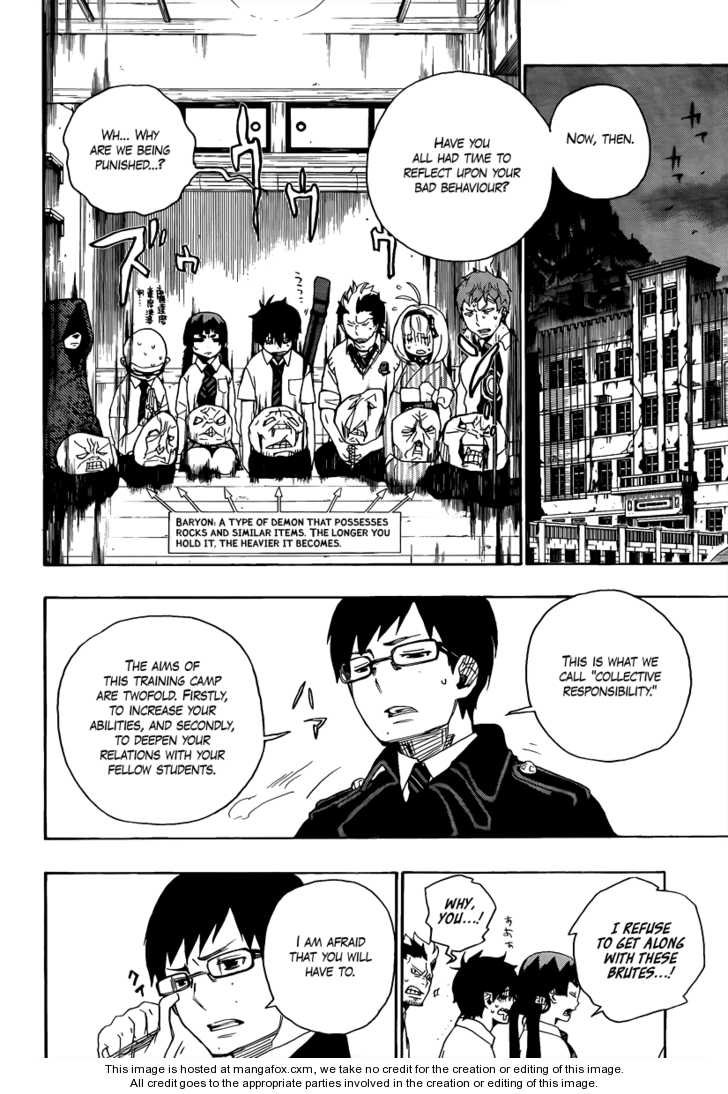 NOW, THEN.
HAVE YOU
ALL HAD TIME TO
REFLECT UPON YOUR
BAD BEHAVIOUR?
WH... WHY
ARE WE BEING
PUNISHED...?
ズ
BARYON: A TYPE OF DEMON THAT POSSESSES
ROCKS AND SIMILAR ITEMS. THE LONGER YOU
HOLD IT, THE HEAVIER IT BECOMES.
THIS IS WHAT WE
CALL "COLLECTIVE
RESPONSIBILITY."
THE AIMS OF
THIS TRAINING CAMP
ARE TWOFOLD. FIRSTLY,
TO INCREASE YOUR
ABILITIES, AND SECONDLY,
TO DEEPEN YOUR
RELATIONS WITH YOUR
FELLOW STUDENTS.
I REFUSE
TO GET ALONG
WITH THESE
BRUTES...!
WHY,
YOU...!
I AM AFRAID
THAT YOU WILL
HAVE TO.
This image is hosted at mangafox.com, we take no credit for the creation or editing of this image.
All credit goes to the appropriate parties involved in the creation or editing of this image.